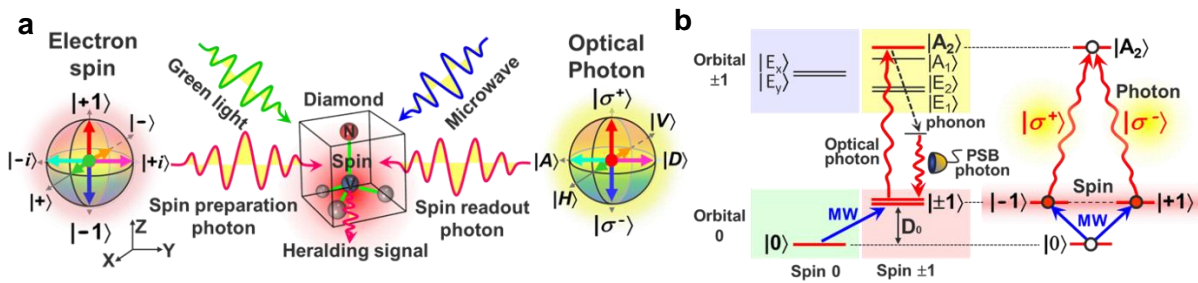 a
Electron
spin
|+1⟩
|−⟩
|−i⟩
|+i⟩
|+⟩
|−1⟩
Z
Y
X
Green light
Diamond
Microwave
N
Spin
V
Spin preparation
photon
Spin readout
photon
Heralding signal
Optical
Photon
|σ⁺⟩
|V⟩
|A⟩
|D⟩
|H⟩
|σ⁻⟩
b
Orbital
±1
|Eₓ⟩
|Eᵧ⟩
|A₂⟩
|A₁⟩
|E₂⟩
|E₁⟩
phonon
Optical
photon
PSB
photon
Orbital
0
MW
|±1⟩
|0⟩
D₀
Spin 0
Spin ±1
|A₂⟩
Photon
|σ⁺⟩
|σ⁻⟩
|−1⟩
Spin
|+1⟩
MW
|0⟩